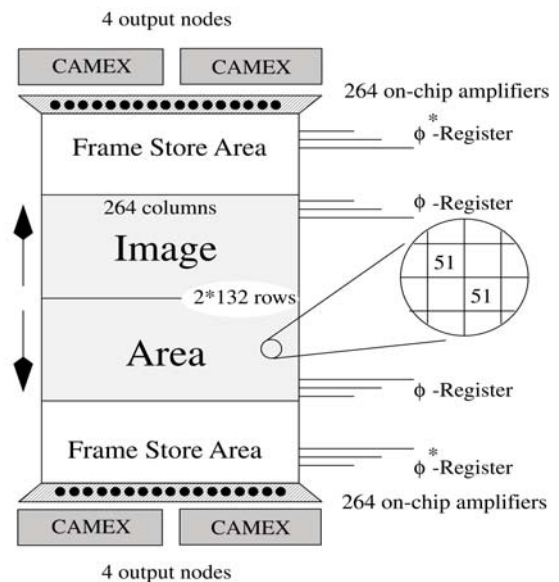 4 output nodes
CAMEX CAMEX
264 on-chip amplifiers
ϕ*-Register
Frame Store Area
264 columns
ϕ -Register
Image
51
2*132 rows
51
Area
ϕ -Register
Frame Store Area
ϕ*-Register
264 on-chip amplifiers
CAMEX CAMEX
4 output nodes